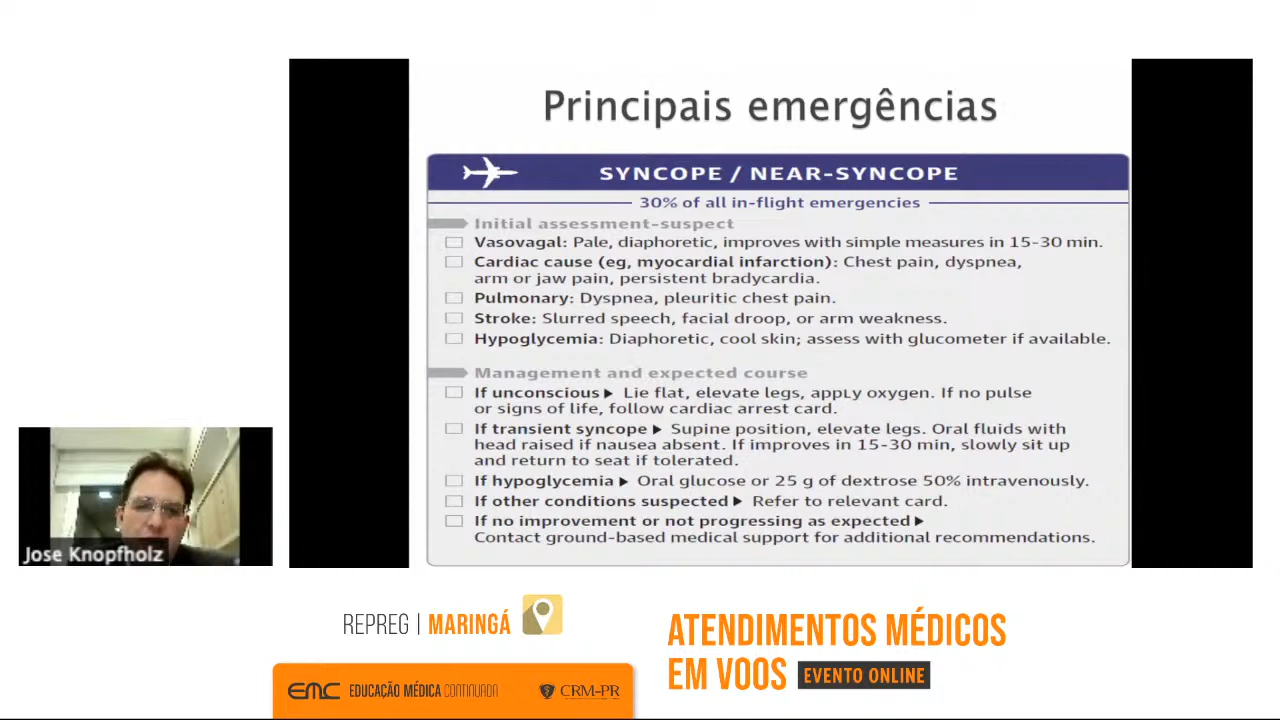 Principais emergências
SYNCOPE / NEAR-SYNCOPE
30% of all in-flight emergencies
Initial assessment-suspect
Vasovagal: Pale, diaphoretic, improves with simple measures in 15-30 min.
Cardiac cause (eg, myocardial infarction): Chest pain, dyspnea,
arm or jaw pain, persistent bradycardia.
Pulmonary: Dyspnea, pleuritic chest pain.
Stroke: Slurred speech, facial droop, or arm weakness.
Hypoglycemia: Diaphoretic, cool skin; assess with glucometer if available.
Management and expected course
If unconscious ▶ Lie flat, elevate legs, apply oxygen. If no pulse
or signs of life, follow cardiac arrest card.
If transient syncope ▶ Supine position, elevate legs. Oral fluids with
head raised if nausea absent. If improves in 15-30 min, slowly sit up
and return to seat if tolerated.
If hypoglycemia ▶ Oral glucose or 25 g of dextrose 50% intravenously.
If other conditions suspected ▶ Refer to relevant card.
If no improvement or not progressing as expected ▶
Contact ground-based medical support for additional recommendations.
Jose Knopfholz
REPREG | MARINGÁ
EMC EDUCAÇÃO MÉDICA CONTINUADA
CRM-PR
ATENDIMENTOS MÉDICOS
EM VOOS EVENTO ONLINE